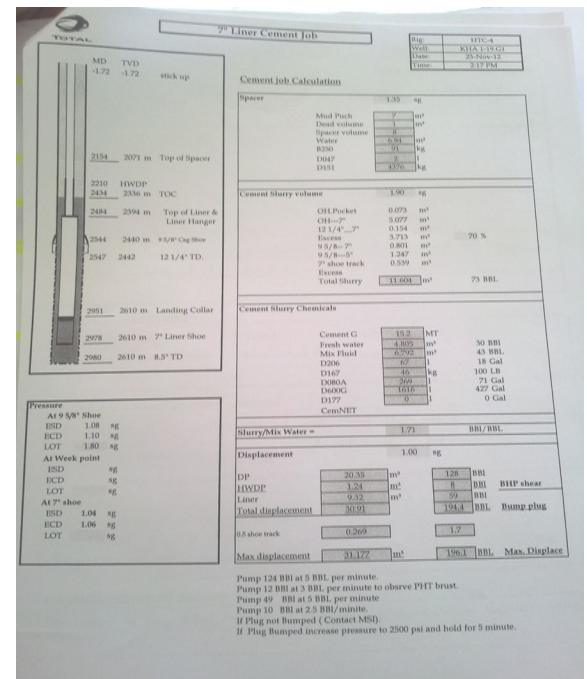 TOTAL
7" Liner Cement Job
Rig: HTC-4
Well: KHA 1-19.G1
Date: 25-Nov-12
Time: 2:17 PM
MD TVD
-1.72 -1.72 stick up
2154 2071 m Top of Spacer
2210 HWDP
2434 2336 m TOC
2484 2394 m Top of Liner &
Liner Hanger
2544 2440 m 9 5/8" Csg Shoe
2547 2442 12 1/4" TD.
2951 2610 m Landing Collar
2978 2610 m 7" Liner Shoe
2980 2610 m 8.5" TD
Pressure
At 9 5/8" Shoe
ESD 1.08 sg
ECD 1.10 sg
LOT 1.80 sg
At Week point
ESD sg
ECD sg
LOT sg
At 7" shoe
ESD 1.04 sg
ECD 1.06 sg
LOT sg
Cement job Calculation
Spacer 1.35 sg
Mud Puch 7 m³
Dead volume 1 m³
Spacer volume 8
Water 6.94 m³
B330 91 kg
D047 2 l
D151 4376 kg
Cement Slurry volume 1.90 sg
OH.Pocket 0.073 m³
OH---7" 5.077 m³
12 1/4"...7" 0.154 m³
Excess 3.713 m³ 70 %
9 5/8-- 7" 0.801 m³
9 5/8---5" 1.247 m³
7" shoe track 0.539 m³
Excess
Total Slurry 11.604 m³ 73 BBL
Cement Slurry Chemicals
Cement G 15.2 MT
Fresh water 4.805 m³ 30 BBl
Mix Fluid 6.792 m³ 43 BBL
D206 67 l 18 Gal
D167 46 kg 100 LB
D080A 269 l 71 Gal
D600G 1616 l 427 Gal
D177 0 l 0 Gal
CemNET
Slurry/Mix Water = 1.71 BBl/BBL
Displacement 1.00 sg
DP 20.35 m³ 128 BBl
HWDP 1.24 m³ 8 BBl BHP shear
Liner 9.32 m³ 59 BBl
Total displacement 30.91 194.4 BBL Bump plug
0.5 shoe track 0.269 1.7
Max displacement 31.177 m³ 196.1 BBL Max. Displace
Pump 124 BBl at 5 BBL per minute.
Pump 12 BBl at 3 BBL per minute to obsrve PHT brust.
Pump 49 BBl at 5 BBL per minute
Pump 10 BBl at 2.5 BBl/minite.
If Plug not Bumped ( Contact MSI).
If Plug Bumped increase pressure to 2500 psi and hold for 5 minute.